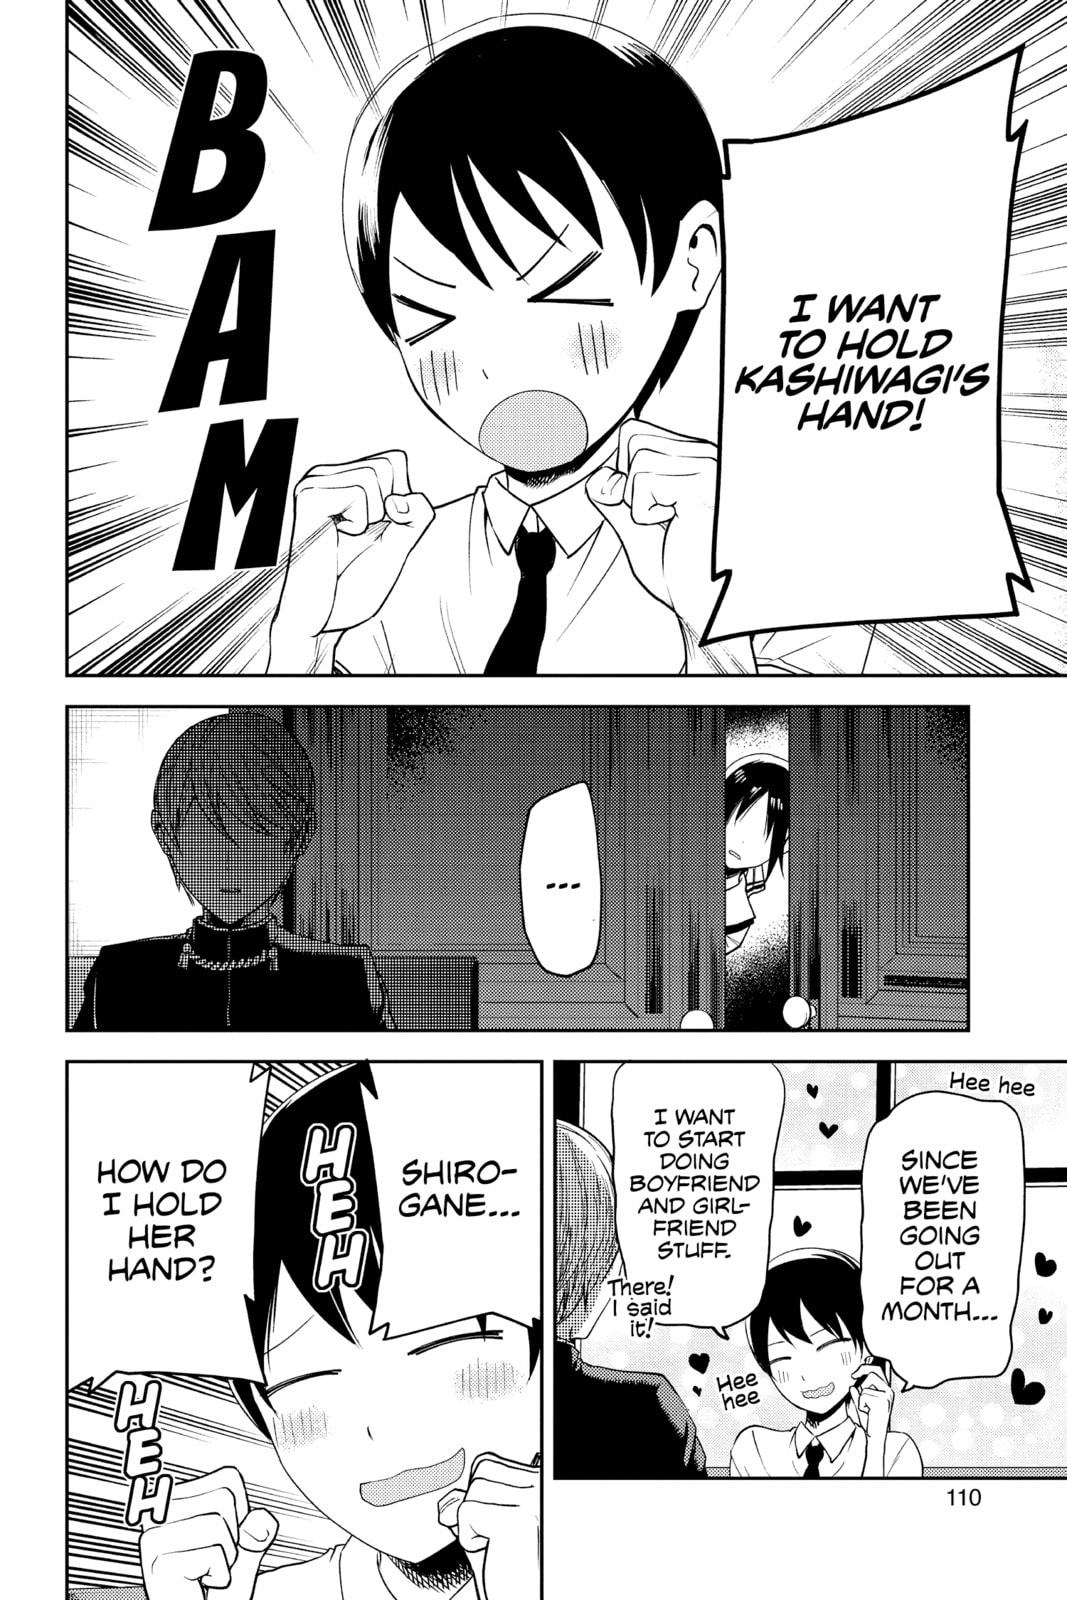 I WANT
TO HOLD
KASHIWAGI'S
HAND!
BAM
...
Hee hee
SINCE
WE'VE
BEEN
GOING
OUT
FOR A
MONTH...
I WANT
TO START
DOING
BOYFRIEND
AND GIRL-
FRIEND
STUFF.
There!
I said
it!
Hee
hee
SHIRO-
GANE...
HEH
HOW DO
I HOLD
HER
HAND?
HEH
110